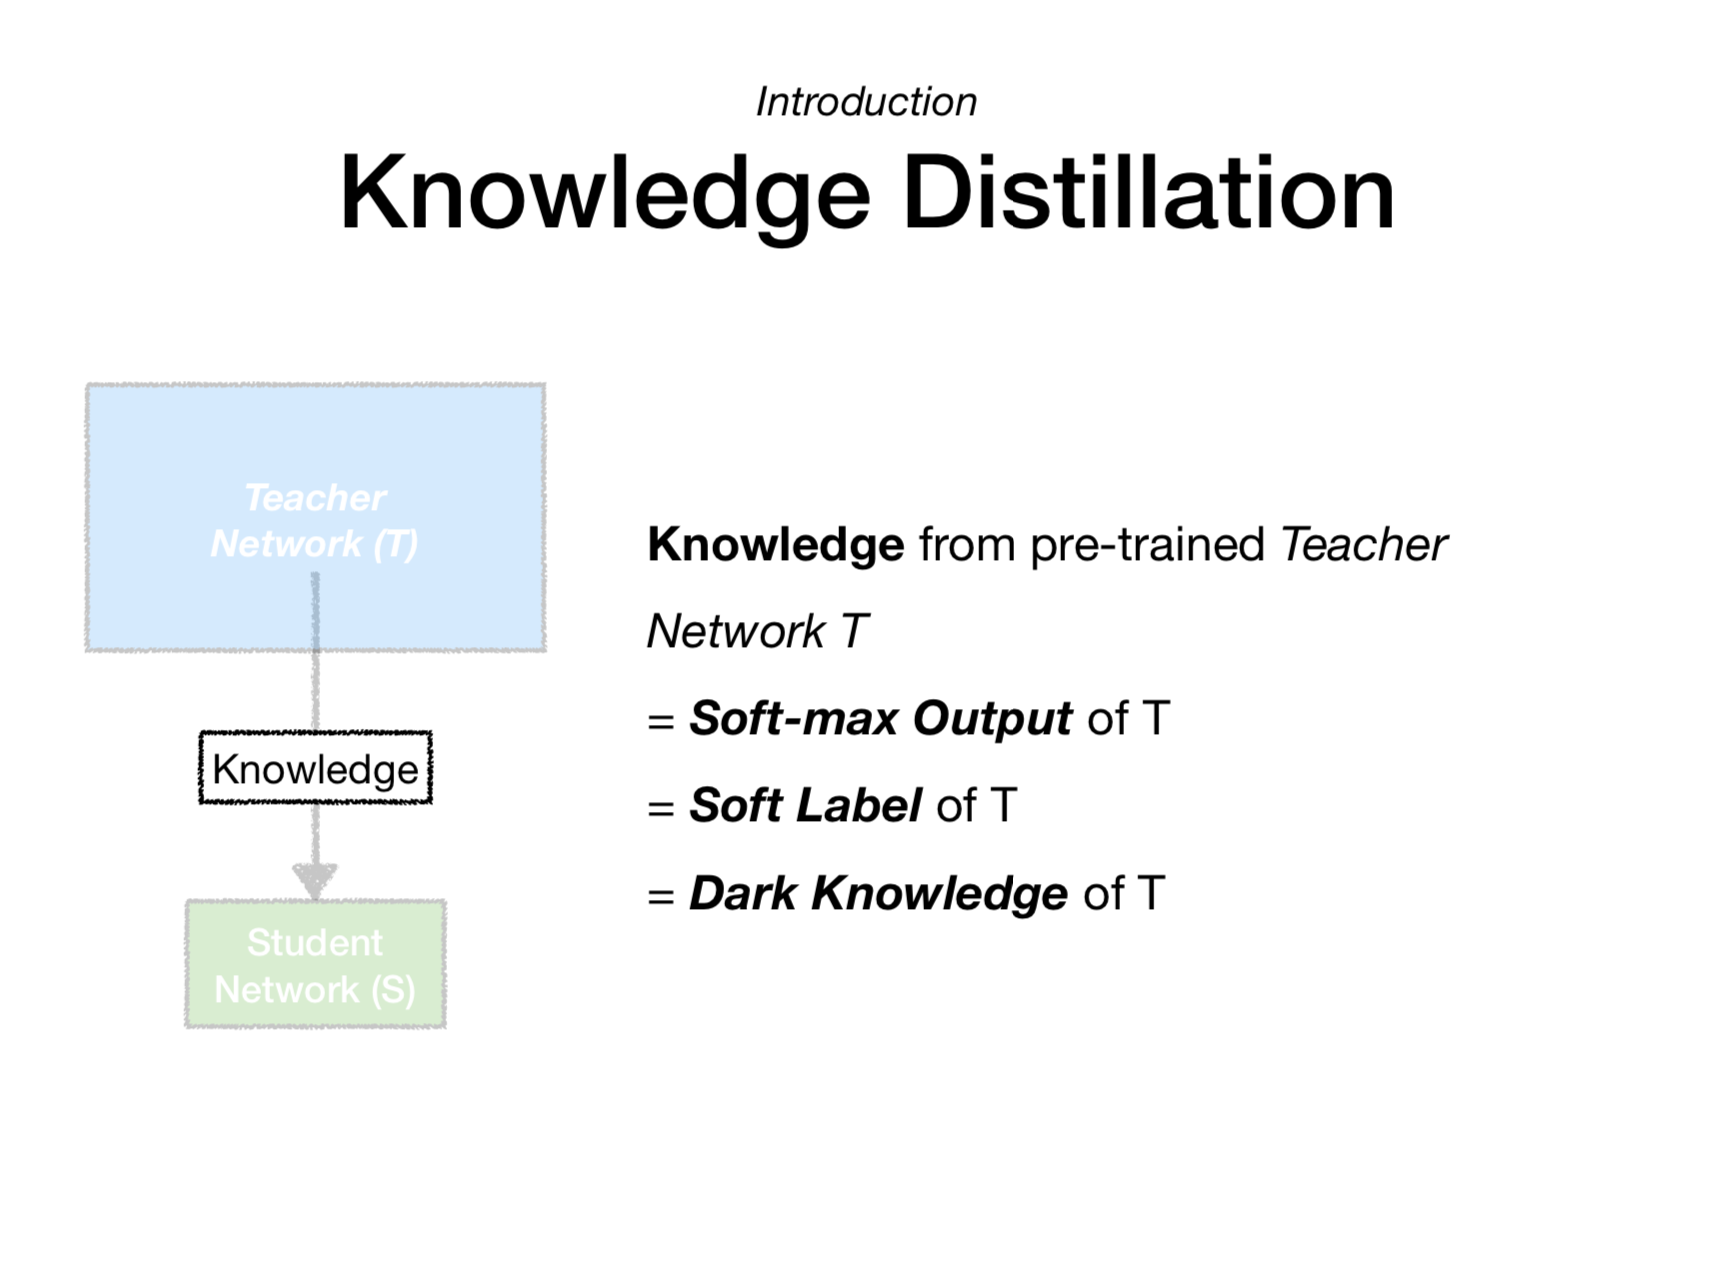 Introduction
Knowledge Distillation
Teacher
Network (T)
Knowledge
Student
Network (S)
Knowledge from pre-trained Teacher
Network T
= Soft-max Output of T
= Soft Label of T
= Dark Knowledge of T